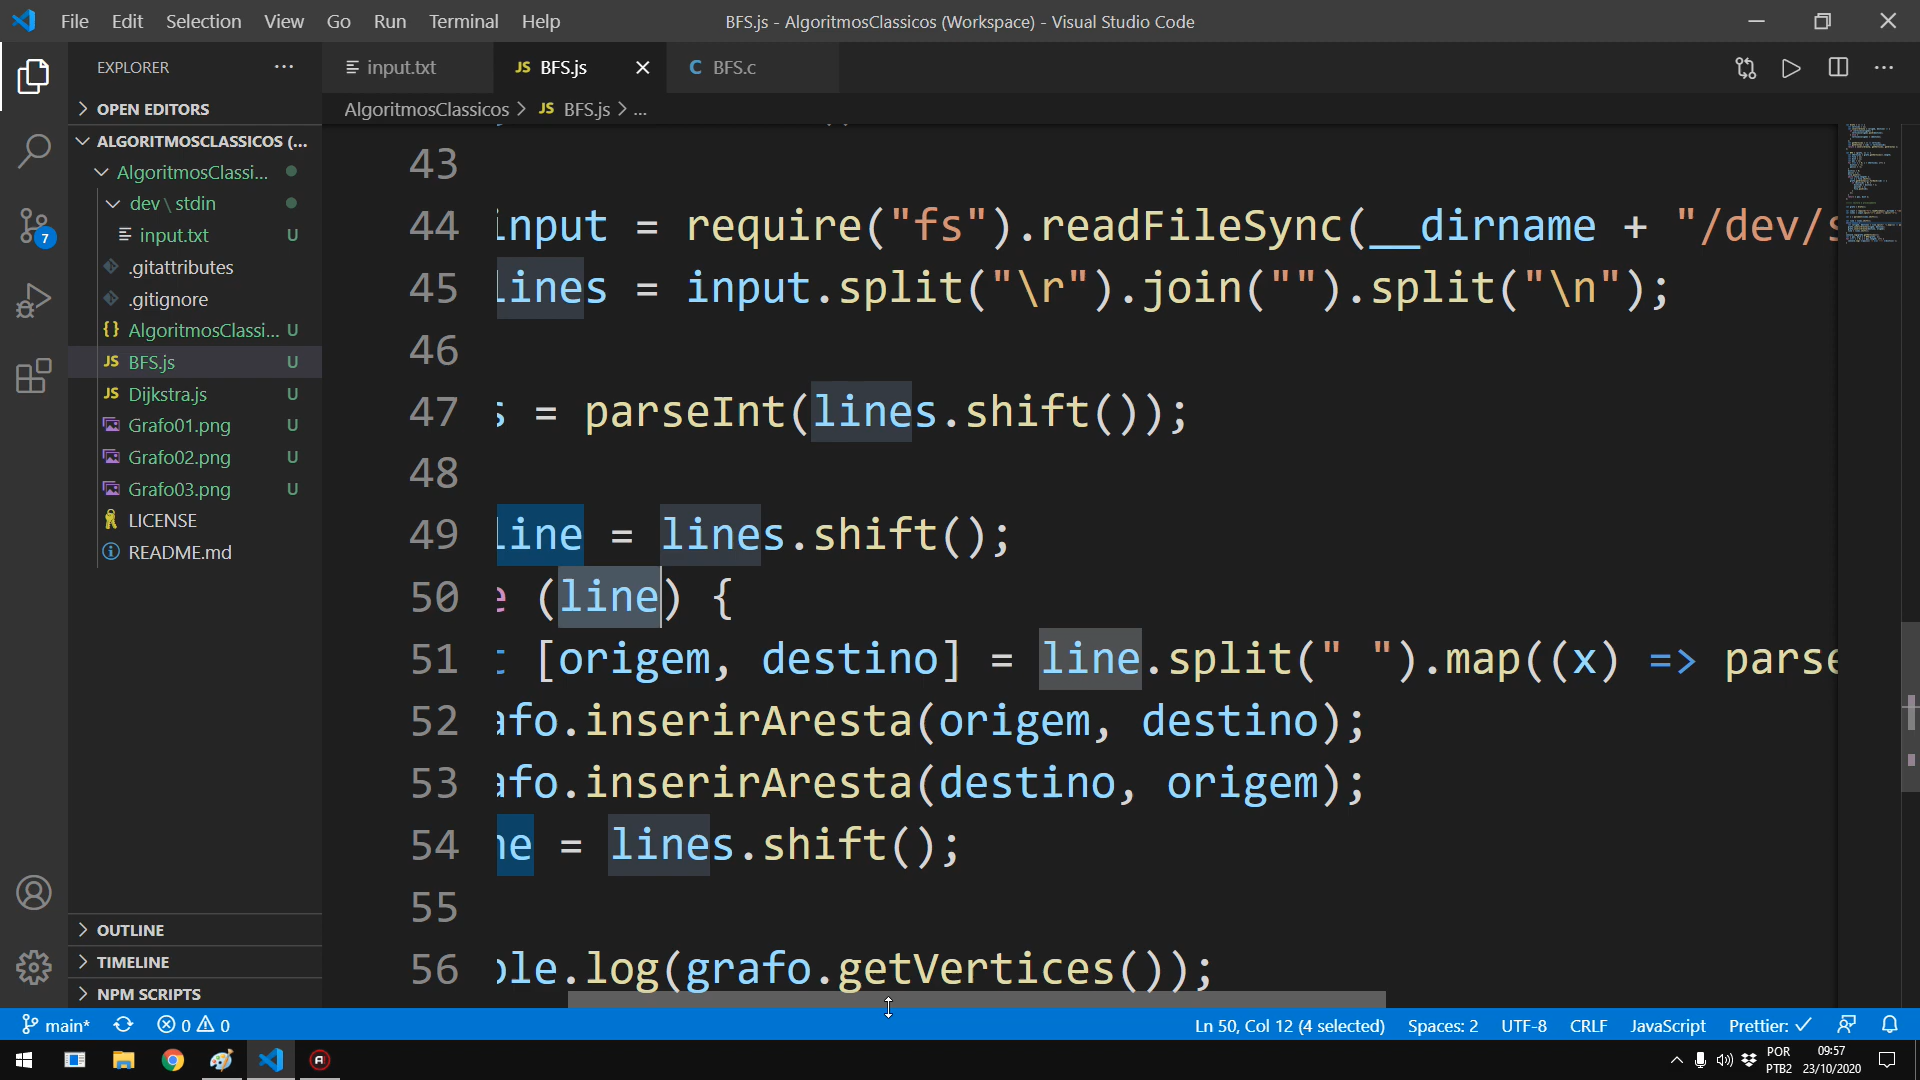 File Edit Selection View Go Run Terminal Help
BFS.js - AlgoritmosClassicos (Workspace) - Visual Studio Code
EXPLORER
input.txt
JS BFS.js
C BFS.c
OPEN EDITORS
AlgoritmosClassicos > JS BFS.js > ...
ALGORITMOSCLASSICOS (...
AlgoritmosClassi...
dev \ stdin
input.txt U
.gitattributes
.gitignore
{} AlgoritmosClassi... U
JS BFS.js U
JS Dijkstra.js U
Grafo01.png U
Grafo02.png U
Grafo03.png U
LICENSE
README.md
OUTLINE
TIMELINE
NPM SCRIPTS
7
43
44 input = require("fs").readFileSync(__dirname + "/dev/s
45 lines = input.split("\r").join("").split("\n");
46
47 s = parseInt(lines.shift());
48
49 line = lines.shift();
50 e (line) {
51 t [origem, destino] = line.split(" ").map((x) => parse
52 afo.inserirAresta(origem, destino);
53 afo.inserirAresta(destino, origem);
54 ne = lines.shift();
55
56 ole.log(grafo.getVertices());
main* 0 0
Ln 50, Col 12 (4 selected) Spaces: 2 UTF-8 CRLF JavaScript Prettier: ✓
POR
PTB2
09:57
23/10/2020